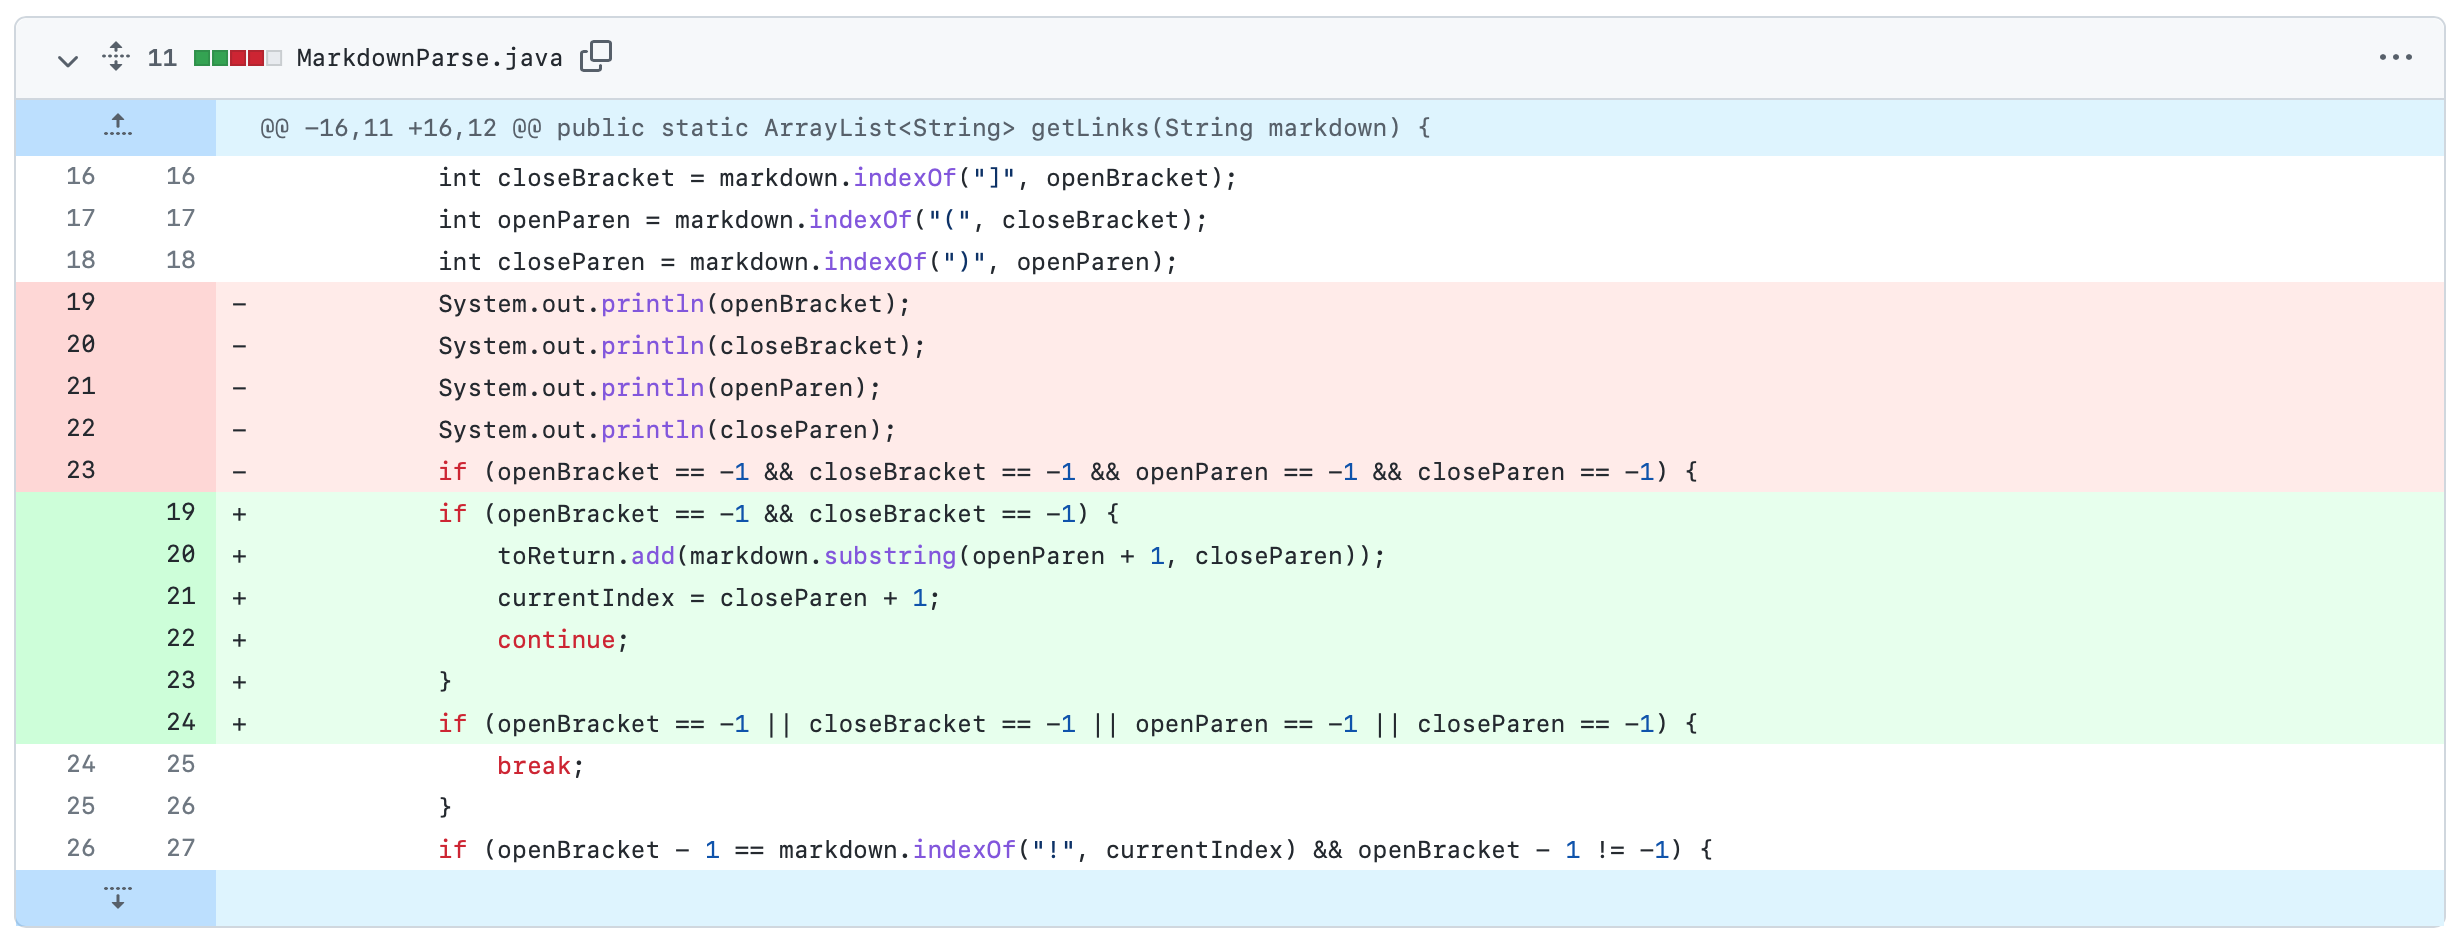 11 MarkdownParse.java
@@ -16,11 +16,12 @@ public static ArrayList<String> getLinks(String markdown) {
16 16 int closeBracket = markdown.indexOf("]", openBracket);
17 17 int openParen = markdown.indexOf("(", closeBracket);
18 18 int closeParen = markdown.indexOf(")", openParen);
19 - System.out.println(openBracket);
20 - System.out.println(closeBracket);
21 - System.out.println(openParen);
22 - System.out.println(closeParen);
23 - if (openBracket == -1 && closeBracket == -1 && openParen == -1 && closeParen == -1) {
19 + if (openBracket == -1 && closeBracket == -1) {
20 + toReturn.add(markdown.substring(openParen + 1, closeParen));
21 + currentIndex = closeParen + 1;
22 + continue;
23 + }
24 + if (openBracket == -1 || closeBracket == -1 || openParen == -1 || closeParen == -1) {
24 25 break;
25 26 }
26 27 if (openBracket - 1 == markdown.indexOf("!", currentIndex) && openBracket - 1 != -1) {